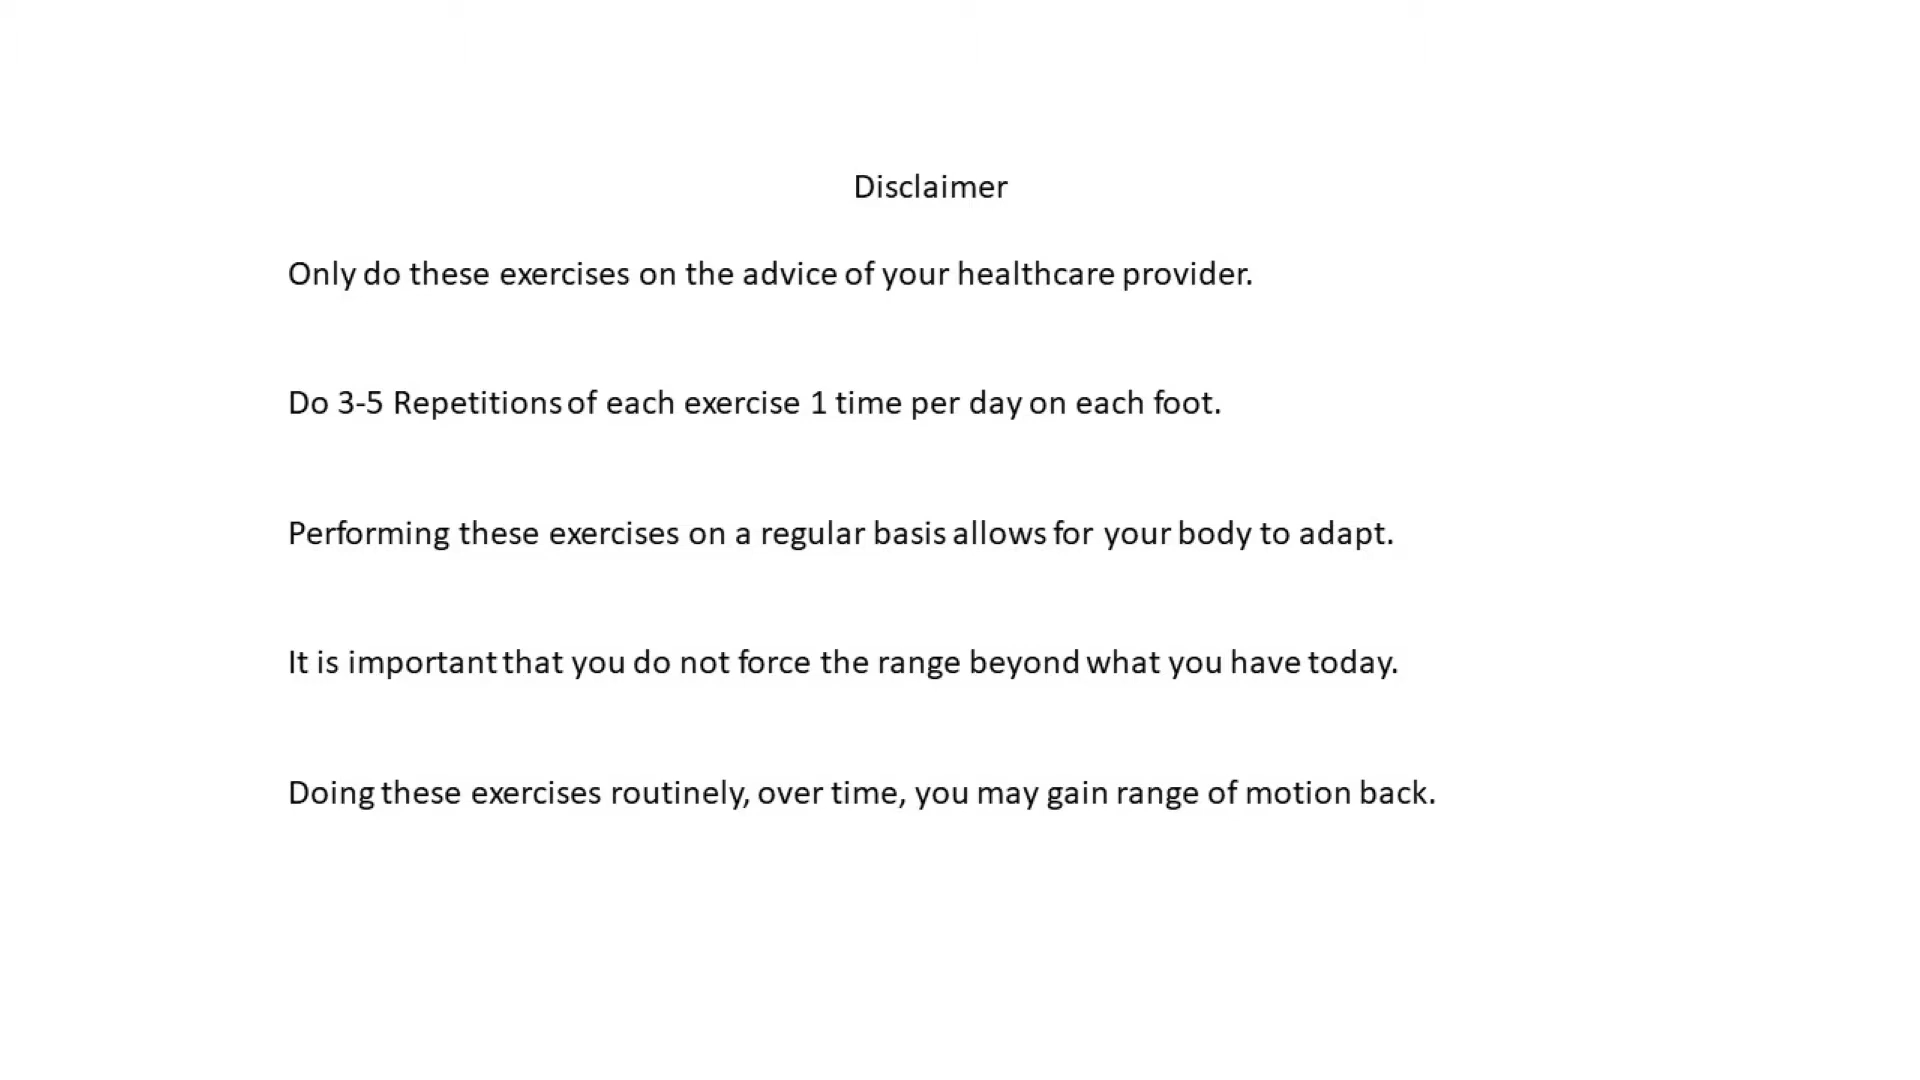 Disclaimer
Only do these exercises on the advice of your healthcare provider.
Do 3-5 Repetitions of each exercise 1 time per day on each foot.
Performing these exercises on a regular basis allows for your body to adapt.
It is important that you do not force the range beyond what you have today.
Doing these exercises routinely, over time, you may gain range of motion back.